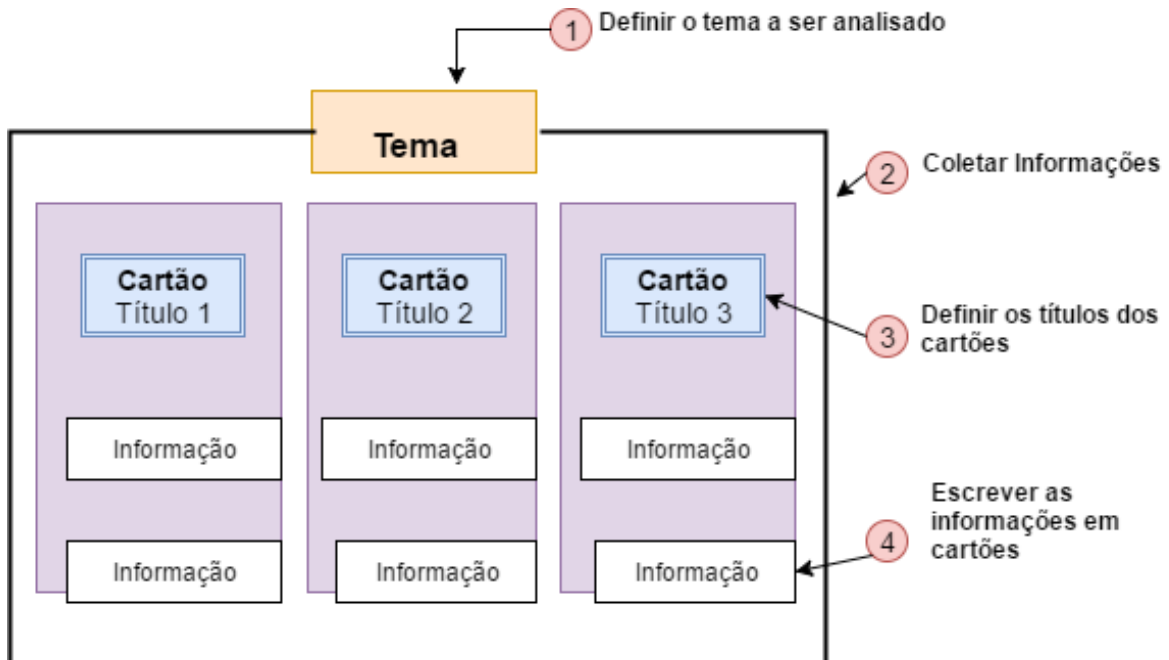 1
Definir o tema a ser analisado
Tema
2
Coletar Informações
Cartão
Título 1
Cartão
Título 2
Cartão
Título 3
3
Definir os títulos dos
cartões
Informação
Informação
Informação
4
Escrever as
informações em
cartões
Informação
Informação
Informação